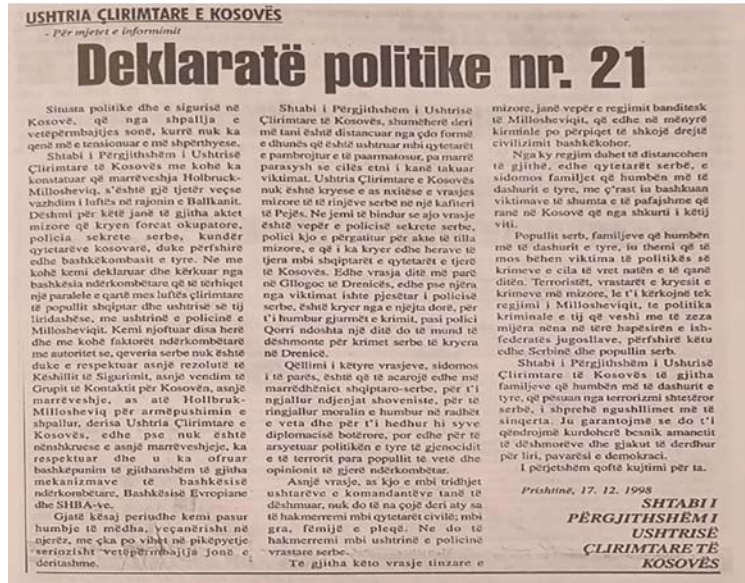 USHTRIA ÇLIRIMTARE E KOSOVËS
- Për mjetet e informimit
Deklaratë politike nr. 21
Situata politike dhe e sigurisë në
Kosovë, që nga shpallja e
vetëpërmbajtjes sonë, kurrë nuk ka
qenë më e tensionuar e më shpërthyese.
Shtabi i Përgjithshëm i Ushtrisë
Çlirimtare të Kosovës me kohë ka
konstatuar që marrëveshja Holbruck-
Millosheviq, s'është gjë tjetër veçse
vazhdim i luftës në rajonin e Ballkanit.
Dëshmi për këtë janë të gjitha aktet
mizore që kryen forcat okupatore,
policia sekrete serbe, kundër
qytetarëve kosovarë, duke përfshirë
edhe bashkëkombasit e tyre. Ne me
kohë kemi deklaruar dhe kërkuar nga
bashkësia ndërkombëtare që të tërhiqet
një paralele e qartë mes luftës çlirimtare
të popullit shqiptar dhe ushtrisë së tij
liridashëse, me ushtrinë e policinë e
Millosheviqit. Kemi njoftuar disa herë
dhe me kohë faktorët ndërkombëtarë
me autoritet se, qeveria serbe nuk është
duke e respektuar asnjë rezolutë të
Këshillit të Sigurimit, asnjë vendim të
Grupit të Kontaktit për Kosovën, asnjë
marrëveshje, as atë Hollbruk-
Millosheviq për armëpushimin e
shpallur, derisa Ushtria Çlirimtare e
Kosovës, edhe pse nuk është
nënshkruese e asnjë marrëveshjeje, ka
respektuar dhe u ka ofruar
bashkëpunim të gjithanshëm të gjitha
mekanizmave të bashkësisë
ndërkombëtare, Bashkësisë Evropiane
dhe SHBA-ve.
Gjatë kësaj periudhe kemi pasur
humbje të mëdha, veçanërisht në
njerëz, me çka po vihet në pikëpyetje
seriozisht vetëpërmbajtja jonë e
deritashme.
Shtabi i Përgjithshëm i Ushtrisë
Çlirimtare të Kosovës, shumëherë deri
më tani është distancuar nga çdo formë
e dhunës që është ushtruar mbi qytetarët
e pambrojtur e të paarmatosur, pa marrë
parasysh se cilës etni i kanë takuar
viktimat. Ushtria Çlirimtare e Kosovës
nuk është kryese e as nxitëse e vrasjes
mizore të të rinjëve serbë në një kafiteri
të Pejës. Ne jemi të bindur se ajo vrasje
është vepër e policisë sekrete serbe,
polici kjo e përgatitur për akte të tilla
mizore, e që i ka kryer edhe herave të
tjera mbi shqiptarët e qytetarët e tjerë
të Kosovës. Edhe vrasja ditë më parë
në Gllogoc të Drenicës, edhe pse njëra
nga viktimat ishte pjesëtar i policisë
serbe, është kryer nga e njëjta dorë, për
t'i humbur gjurmët e krimit, pasi polici
Qorri ndoshta një ditë do të mund të
dëshmonte për krimet serbe të kryera
në Drenicë.
Qëllimi i këtyre vrasjeve, sidomos
i të parës, është që të acarojë edhe më
marrëdhëniet shqiptaro-serbe, për t'i
ngjallur ndjenjat shoveniste, për të
ringjallur moralin e humbur në radhët
e veta dhe për t'i hedhur hi syve
diplomacisë botërore, por edhe për të
arsyetuar politikën e tyre të gjenocidit
e të terrorit para popullit të vetë dhe
opinionit të gjerë ndërkombëtar.
Asnjë vrasje, as kjo e mbi tridhjet
ushtarëve e komandantëve tanë të
dëshmuar, nuk do të na çojë deri aty sa
të hakmerremi mbi qytetarët civilë; mbi
gra, fëmijë e pleqë. Ne do të
hakmerremi mbi ushtrinë e policinë
vrastare serbe.
Të gjitha këto vrasje tinzare e
mizore, janë vepër e regjimit banditesk
të Millosheviqit, që edhe në mënyrë
kirminle po përpiqet të shkojë drejtë
civilizimit bashkëkohor.
Nga ky regjim duhet të distancohen
të gjithë, edhe qytetarët serbë, e
sidomos familjet që humbën më të
dashurit e tyre, me ç'rast iu bashkuan
viktimave të shumta e të pafajshme që
ranë në Kosovë që nga shkurti i këtij
viti.
Popullit serb, familjeve që humbën
më të dashurit e tyre, iu themi që të
mos bëhen viktima të politikës së
krimeve e cila të vret natën e të qanë
ditën. Terroristët, vrastarët e kryesit e
krimeve më mizore, le t'i kërkojnë tek
regjimi i Millosheviqit, te politika
kriminale e tij që veshi me të zeza
mijëra nëna në tërë hapësirën e ish-
federatës jugosllave, përfshirë këtu
edhe Serbinë dhe popullin serb.
Shtabi i Përgjithshëm i Ushtrisë
Çlirimtare të Kosovës të gjitha
familjeve që humbën më të dashurit e
tyre, që pësuan nga terrorizmi shtetëror
serbë, i shprehë ngushllimet më të
sinqerta. Ju garantojmë se do t'i
qëndrojmë kurdoherë besnik amanetit
të dëshmorëve dhe gjakut të derdhur
për liri, pavarësi e demokraci.
I përjetshëm qoftë kujtimi për ta.
Prishtinë, 17. 12. 1998
SHTABI I
PËRGJITHSHËM I
USHTRISË
ÇLIRIMTARE TË
KOSOVËS